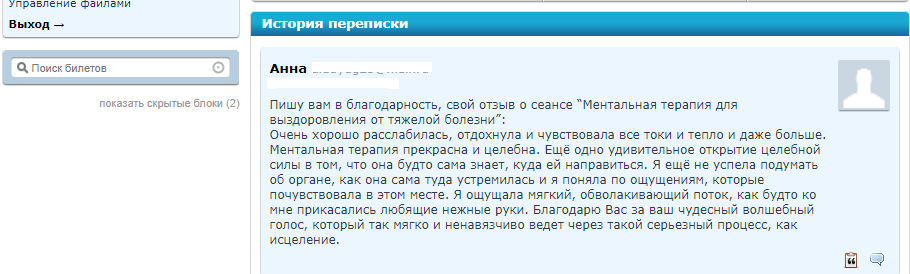 Управление файлами
Выход →
Поиск билетов
показать скрытые блоки (2)
История переписки
Анна
Пишу вам в благодарность, свой отзыв о сеансе “Ментальная терапия для
выздоровления от тяжелой болезни”:
Очень хорошо расслабилась, отдохнула и чувствовала все токи и тепло и даже больше.
Ментальная терапия прекрасна и целебна. Ещё одно удивительное открытие целебной
силы в том, что она будто сама знает, куда ей направиться. Я ещё не успела подумать
об органе, как она сама туда устремилась и я поняла по ощущениям, которые
почувствовала в этом месте. Я ощущала мягкий, обволакивающий поток, как будто ко
мне прикасались любящие нежные руки. Благодарю Вас за ваш чудесный волшебный
голос, который так мягко и ненавязчиво ведет через такой серьезный процесс, как
исцеление.